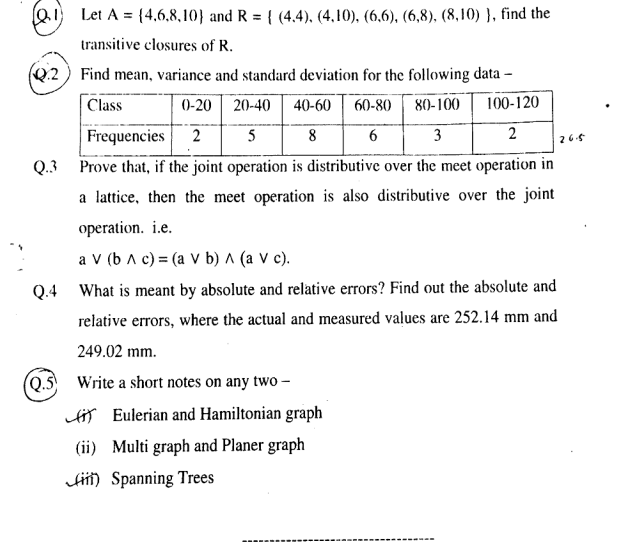 Q.1) Let A = {4,6,8,10} and R = { (4,4), (4,10), (6,6), (6,8), (8,10) }, find the
transitive closures of R.
Q.2) Find mean, variance and standard deviation for the following data –
Class 0-20 20-40 40-60 60-80 80-100 100-120
Frequencies 2 5 8 6 3 2 26.5
Q.3 Prove that, if the joint operation is distributive over the meet operation in
a lattice, then the meet operation is also distributive over the joint
operation. i.e.
a V (b Λ c) = (a V b) Λ (a V c).
Q.4 What is meant by absolute and relative errors? Find out the absolute and
relative errors, where the actual and measured values are 252.14 mm and
249.02 mm.
Q.5) Write a short notes on any two –
(i) Eulerian and Hamiltonian graph
(ii) Multi graph and Planer graph
(iii) Spanning Trees